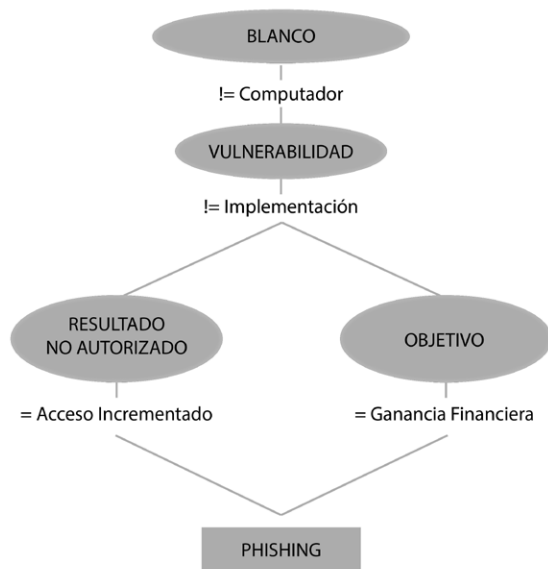 BLANCO
!= Computador
VULNERABILIDAD
!= Implementación
RESULTADO
NO AUTORIZADO
OBJETIVO
= Acceso Incrementado
= Ganancia Financiera
PHISHING